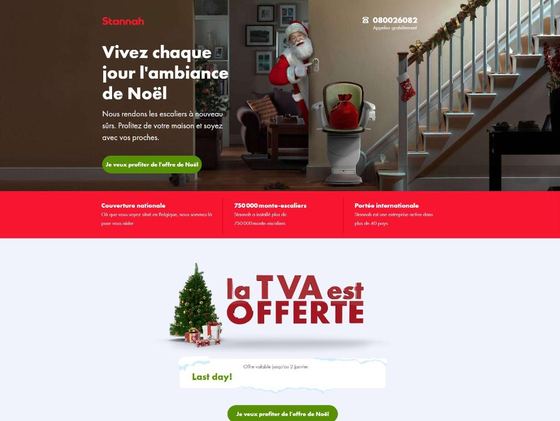 Stannah
080026082
Appelez gratuitement
Vivez chaque
jour l'ambiance
de Noël
Nous rendons les escaliers à nouveau
sûrs. Profitez de votre maison et soyez
avec vos proches.
Je veux profiter de l'offre de Noël
Couverture nationale
Où que vous soyez situé en Belgique, nous sommes là
pour vous aider
750 000 monte-escaliers
Stannah a installé plus de
750 000 monte-escaliers
Portée internationale
Stannah est une entreprise active dans
plus de 40 pays
la TVA est
OFFERTE
Offre valable jusqu'au 2 janvier
Last day!
Je veux profiter de l'offre de Noël